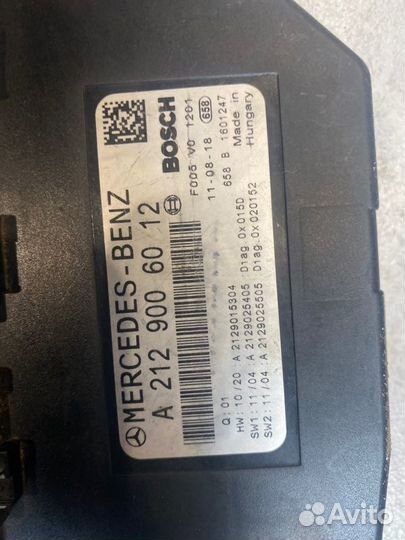 MERCEDES-BENZ
A 212 900 60 12
BOSCH
F005 V0 1201
11-08-18 658
658 B 1601247
Made in
Hungary
Q:01
HW:10/20 A 2129015304
SW1:11/04 :A 2129025405 :Diag.0x015D
SW2:11/04:A 2129025505 :Diag.0x020152
Avito